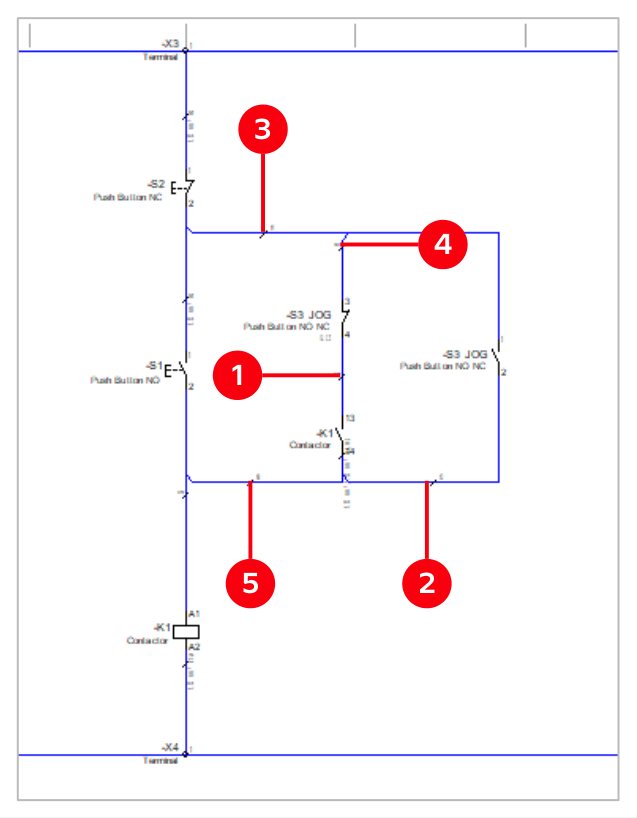 -X3
1
Terminal
3
1
-S2
Push Button NC
2
4
3
-S3 JOG
Push Button NO NC
4
1
-S3 JOG
Push Button NO NC
2
1
-S1
Push Button NO
2
1
13
-K1
Contactor
5
2
A1
-K1
Contactor
A2
-X4
1
Terminal